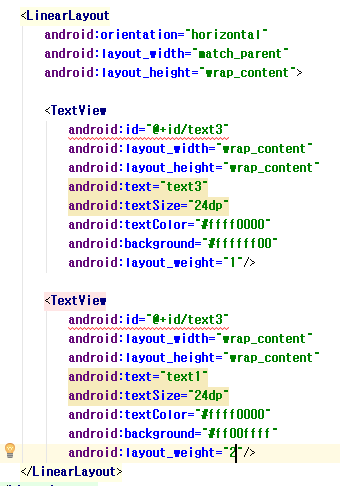 <LinearLayout
android:orientation="horizontal"
android:layout_width="match_parent"
android:layout_height="wrap_content">
<TextView
android:id="@+id/text3"
android:layout_width="wrap_content"
android:layout_height="wrap_content"
android:text="text3"
android:textSize="24dp"
android:textColor="#ffff0000"
android:background="#ffffff00"
android:layout_weight="1"/>
<TextView
android:id="@+id/text3"
android:layout_width="wrap_content"
android:layout_height="wrap_content"
android:text="text1"
android:textSize="24dp"
android:textColor="#ffff0000"
android:background="#ff00ffff"
android:layout_weight="2"/>
</LinearLayout>